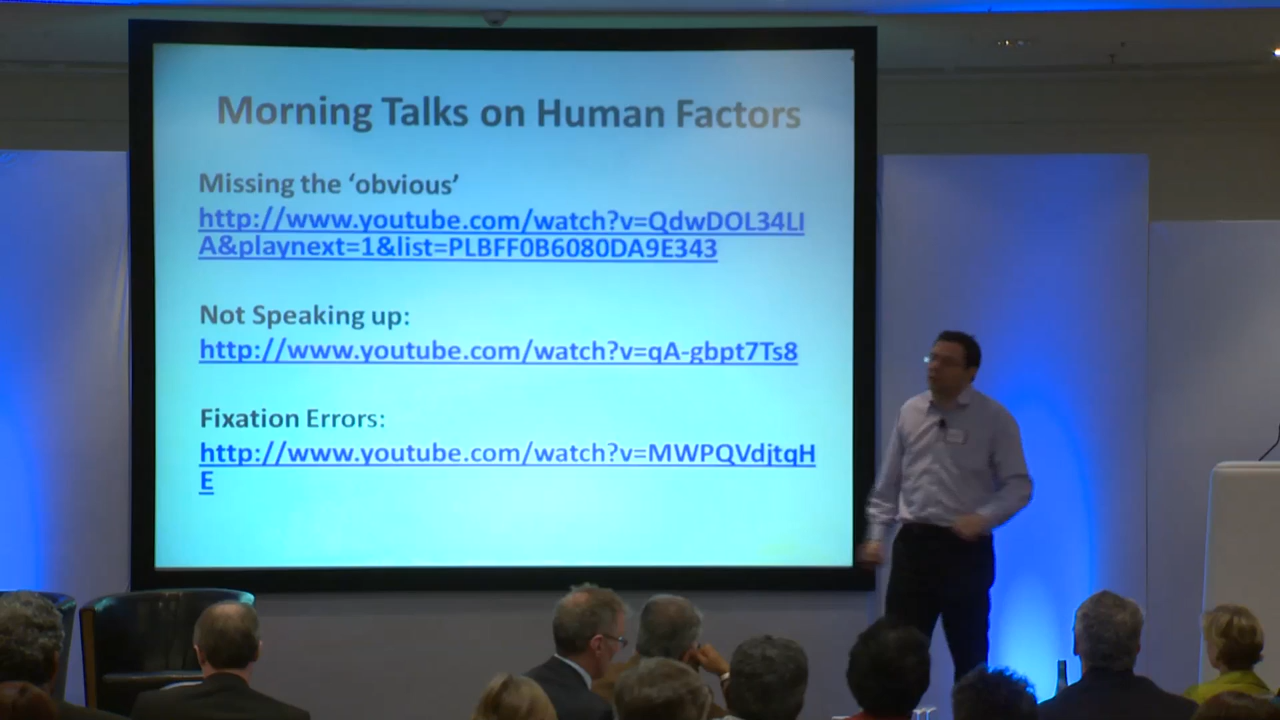 Morning Talks on Human Factors
Missing the ‘obvious’
http://www.youtube.com/watch?v=QdwDOL34LI
A&playnext=1&list=PLBFF0B6080DA9E343
Not Speaking up:
http://www.youtube.com/watch?v=qA-gbpt7Ts8
Fixation Errors:
http://www.youtube.com/watch?v=MWPQVdjtqH
E